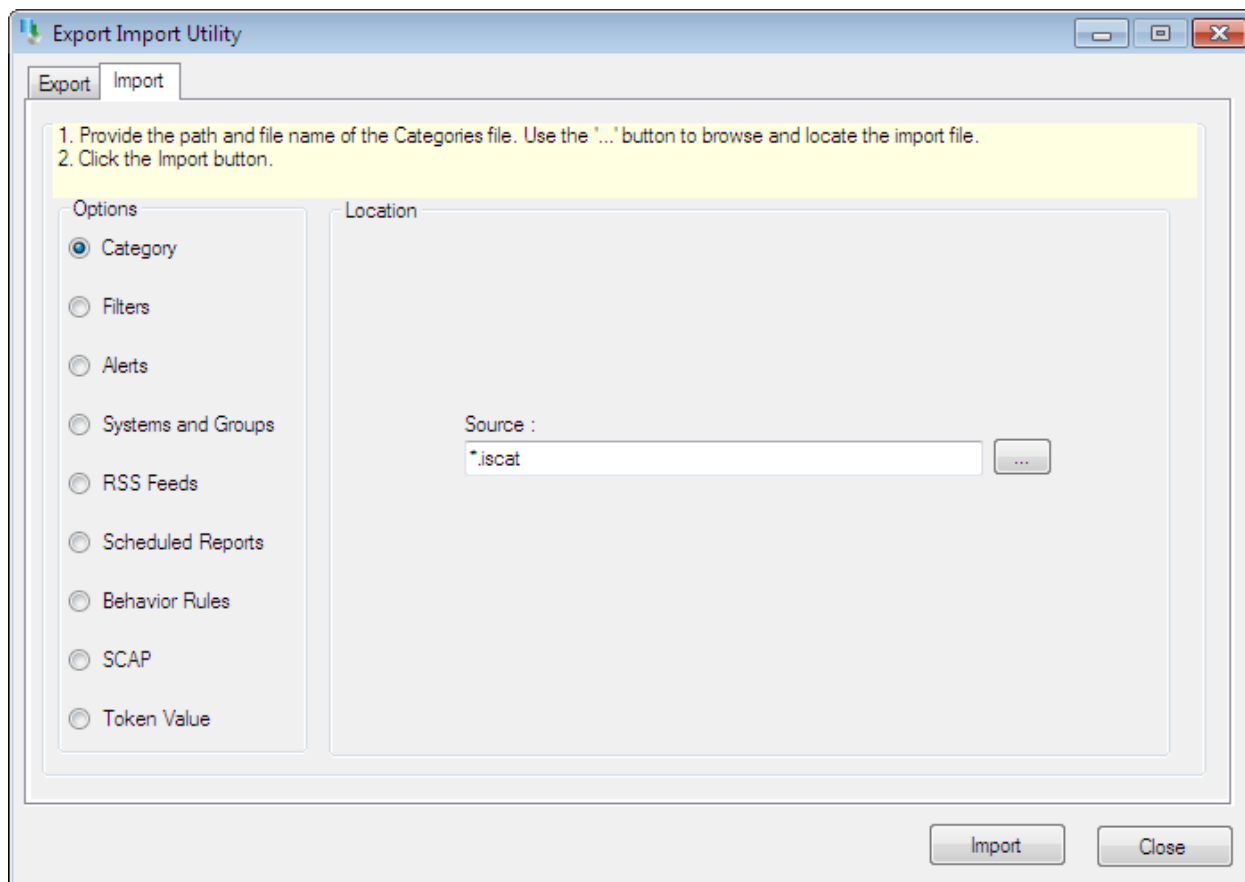 Export Import Utility
Export
Import
1. Provide the path and file name of the Categories file. Use the '...' button to browse and locate the import file.
2. Click the Import button.
Options
Category
Filters
Alerts
Systems and Groups
RSS Feeds
Scheduled Reports
Behavior Rules
SCAP
Token Value
Location
Source :
*.iscat
...
Import
Close